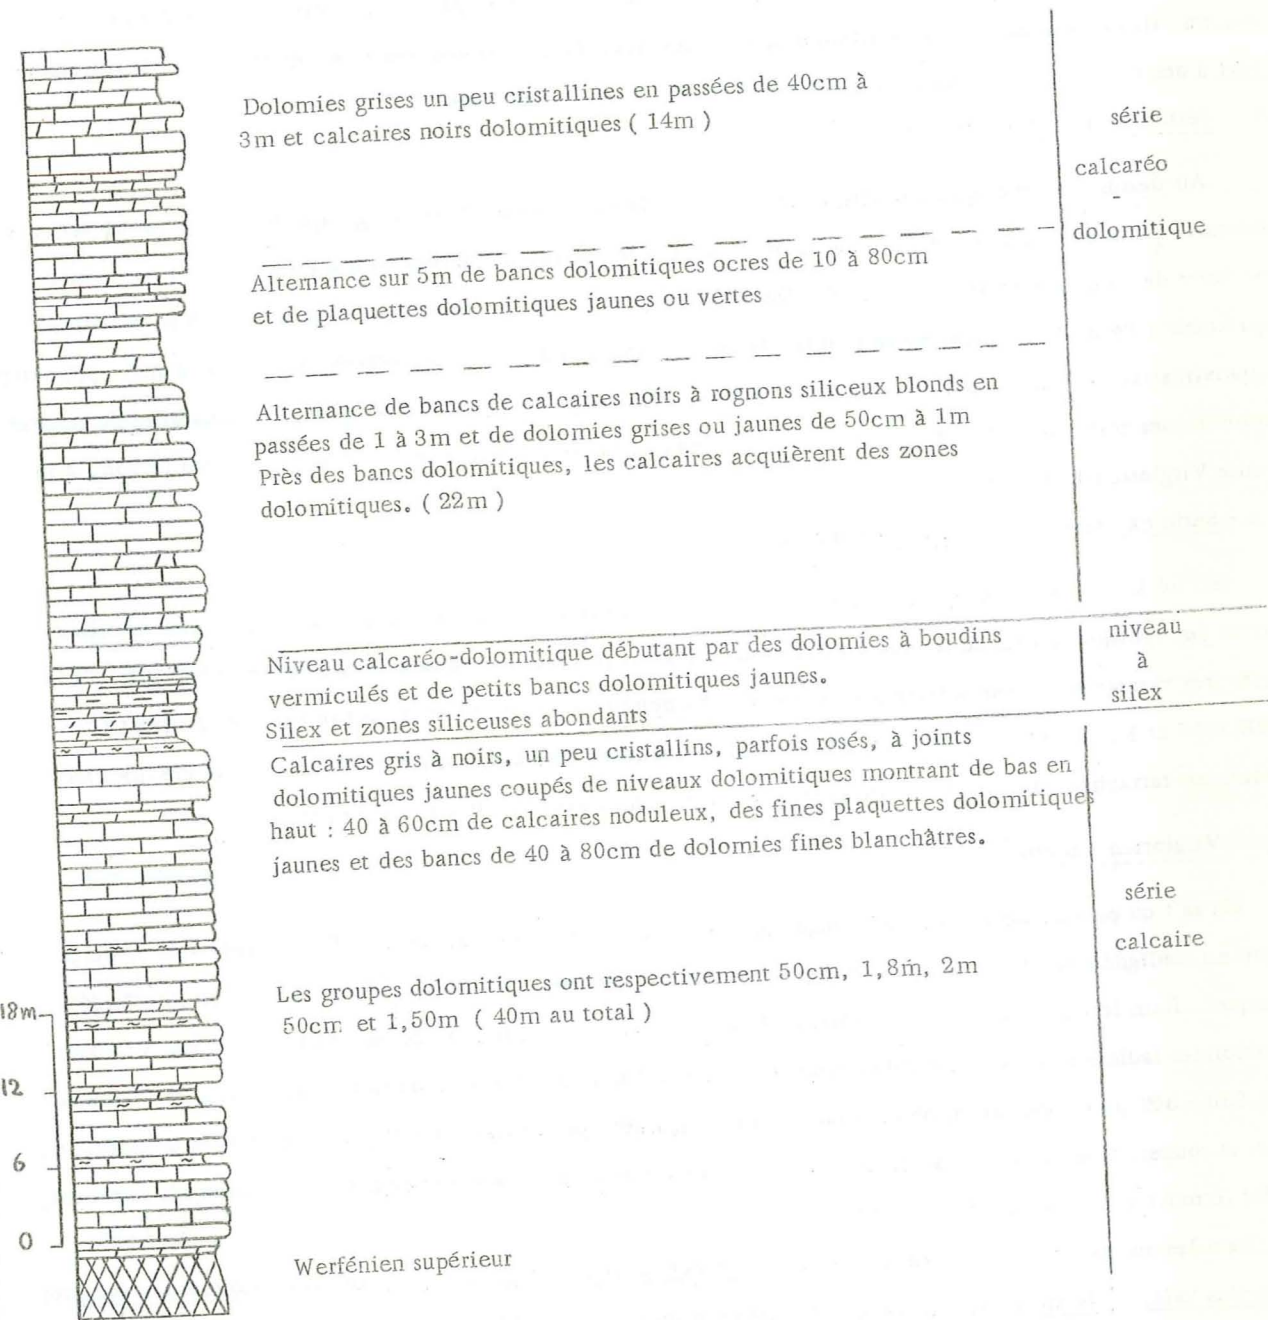 Dolomies grises un peu cristallines en passées de 40cm à
3m et calcaires noirs dolomitiques ( 14m )
série
calcaréo
-
dolomitique
Alternance sur 5m de bancs dolomitiques ocres de 10 à 80cm
et de plaquettes dolomitiques jaunes ou vertes
Alternance de bancs de calcaires noirs à rognons siliceux blonds en
passées de 1 à 3m et de dolomies grises ou jaunes de 50cm à 1m
Près des bancs dolomitiques, les calcaires acquièrent des zones
dolomitiques. ( 22m )
Niveau calcaréo-dolomitique débutant par des dolomies à boudins
vermiculés et de petits bancs dolomitiques jaunes.
Silex et zones siliceuses abondants
niveau
à
silex
Calcaires gris à noirs, un peu cristallins, parfois rosés, à joints
dolomitiques jaunes coupés de niveaux dolomitiques montrant de bas en
haut : 40 à 60cm de calcaires noduleux, des fines plaquettes dolomitiques
jaunes et des bancs de 40 à 80cm de dolomies fines blanchâtres.
série
calcaire
Les groupes dolomitiques ont respectivement 50cm, 1,8m, 2m
50cm et 1,50m ( 40m au total )
18m
12
6
0
Werfénien supérieur